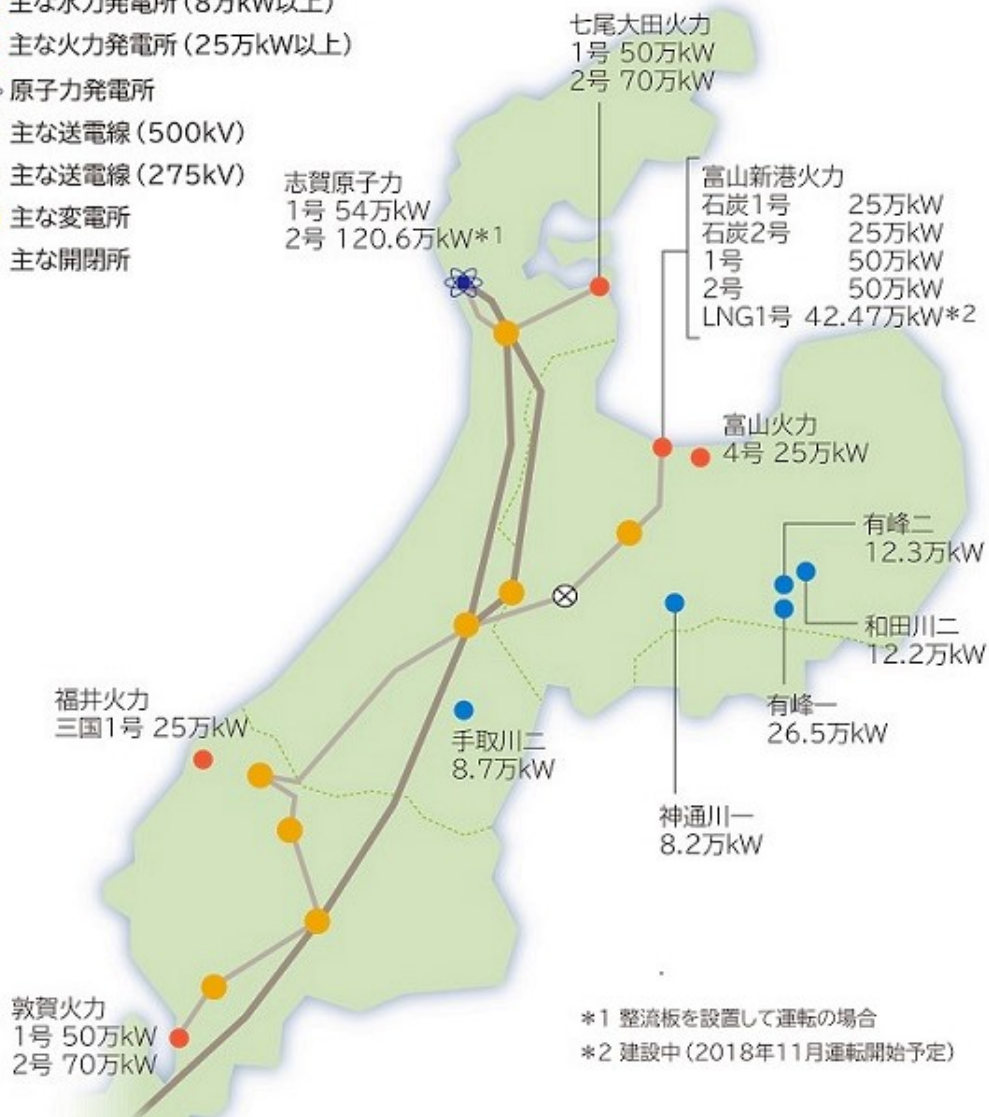 主な水力発電所(8万kW以上)
主な火力発電所(25万kW以上)
原子力発電所
主な送電線(500kV)
主な送電線(275kV)
主な変電所
主な開閉所
七尾大田火力
1号 50万kW
2号 70万kW
志賀原子力
1号 54万kW
2号 120.6万kW*1
富山新港火力
石炭1号 25万kW
石炭2号 25万kW
1号 50万kW
2号 50万kW
LNG1号 42.47万kW*2
富山火力
4号 25万kW
有峰二
12.3万kW
和田川二
12.2万kW
有峰一
26.5万kW
福井火力
三国1号 25万kW
手取川二
8.7万kW
神通川一
8.2万kW
敦賀火力
1号 50万kW
2号 70万kW
*1 整流板を設置して運転の場合
*2 建設中(2018年11月運転開始予定)